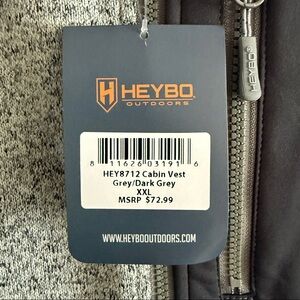 HEYBO
OUTDOORS
8 11626 03191 6
HEY8712 Cabin Vest
Grey/Dark Grey
XXL
MSRP $72.99
WWW.HEYBOOUTDOORS.COM
HEYBO